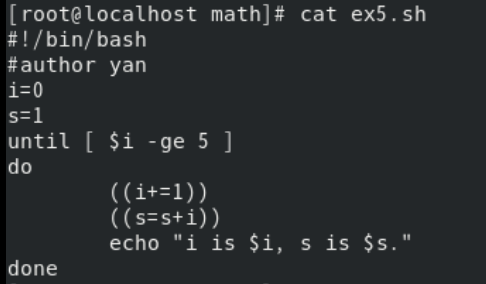 [root@localhost math]# cat ex5.sh
#!/bin/bash
#author yan
i=0
s=1
until [ $i -ge 5 ]
do
        ((i+=1))
        ((s=s+i))
        echo "i is $i, s is $s."
done